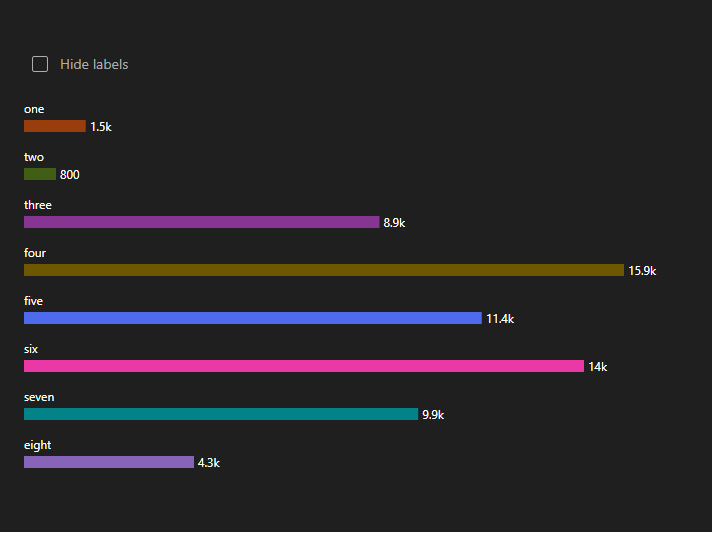 Hide labels
one
1.5k
two
800
three
8.9k
four
15.9k
five
11.4k
six
14k
seven
9.9k
eight
4.3k